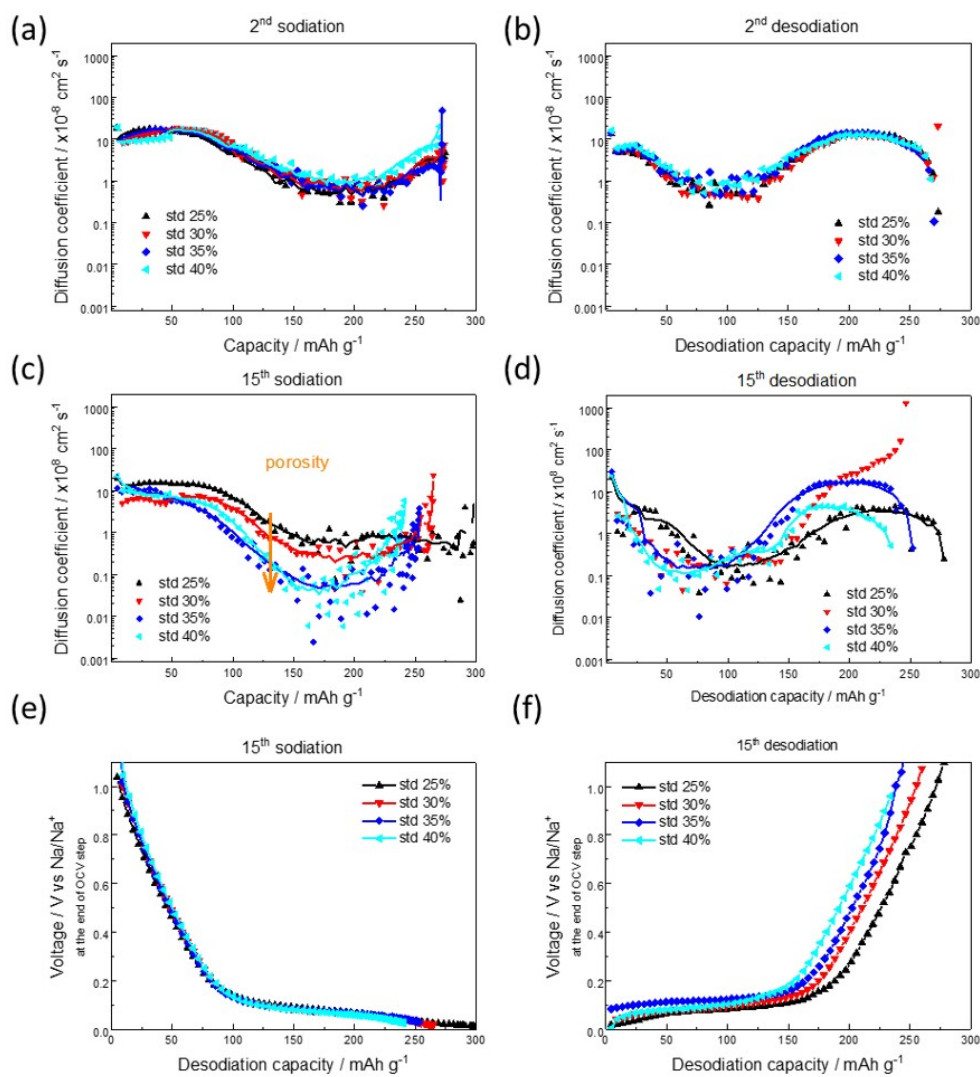 (a)
2nd sodiation
Diffusion coefficient / x10-8 cm2 s-1
1000
100
10
1
0.1
0.01
0.001
std 25%
std 30%
std 35%
std 40%
50 100 150 200 250 300
Capacity / mAh g-1
(b)
2nd desodiation
Diffusion coefficient / x10-8 cm2 s-1
1000
100
10
1
0.1
0.01
0.001
std 25%
std 30%
std 35%
std 40%
50 100 150 200 250 300
Desodiation capacity / mAh g-1
(c)
15th sodiation
Diffusion coefficient / x108 cm2 s-1
1000
100
10
1
0.1
0.01
0.001
porosity
std 25%
std 30%
std 35%
std 40%
50 100 150 200 250 300
Capacity / mAh g-1
(d)
15th desodiation
Diffusion coefficient / x108 cm2 s-1
1000
100
10
1
0.1
0.01
0.001
std 25%
std 30%
std 35%
std 40%
50 100 150 200 250 300
Desodiation capacity / mAh g-1
(e)
15th sodiation
Voltage / V vs Na/Na+
at the end of OCV step
1.0
0.8
0.6
0.4
0.2
0.0
std 25%
std 30%
std 35%
std 40%
50 100 150 200 250 300
Desodiation capacity / mAh g-1
(f)
15th desodiation
Voltage / V vs Na/Na+
at the end of OCV step
1.0
0.8
0.6
0.4
0.2
0.0
std 25%
std 30%
std 35%
std 40%
0 50 100 150 200 250 300
Desodiation capacity / mAh g-1